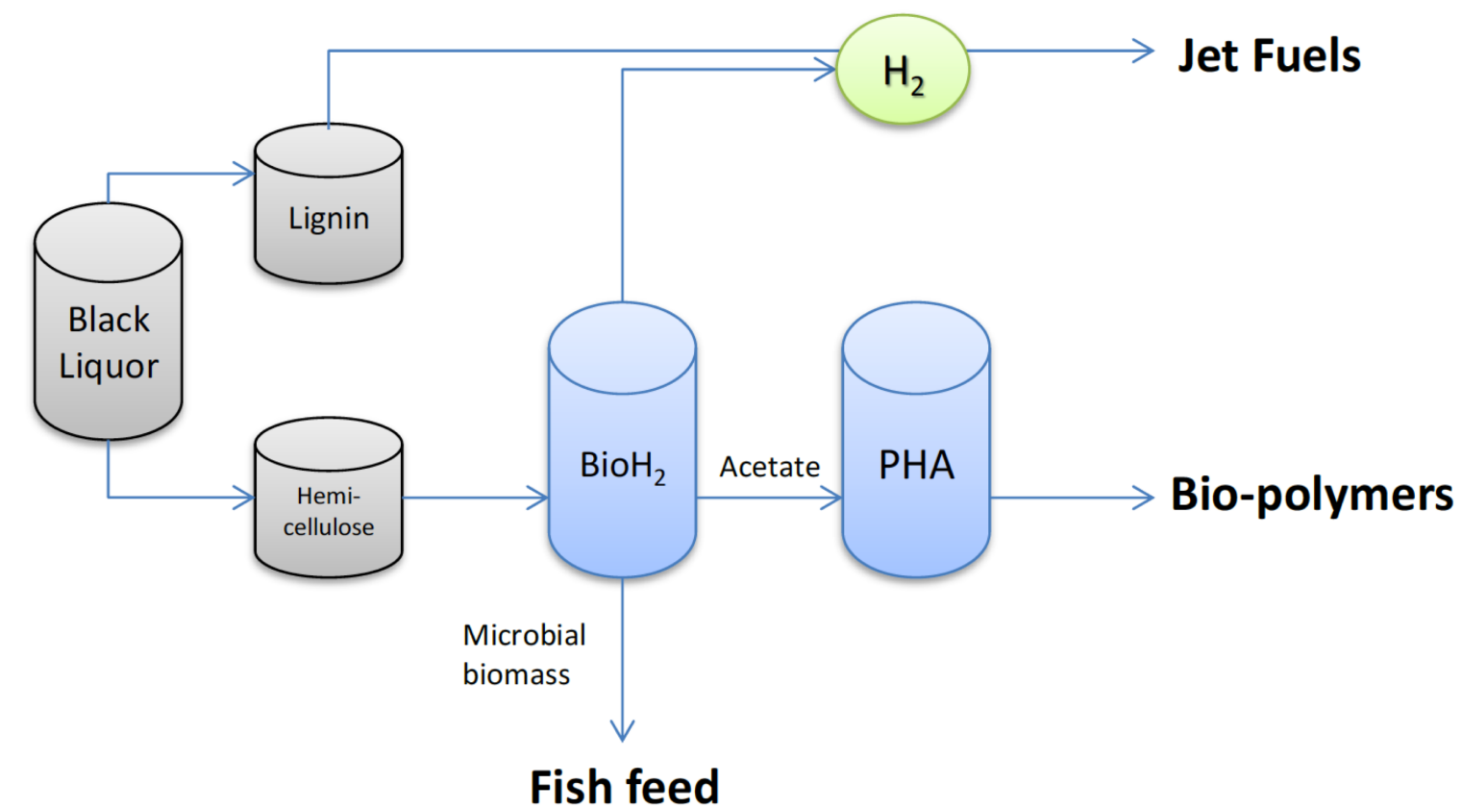 H₂
Jet Fuels
Lignin
Black
Liquor
BioH₂
Acetate
PHA
Hemi-
cellulose
Bio-polymers
Microbial
biomass
Fish feed